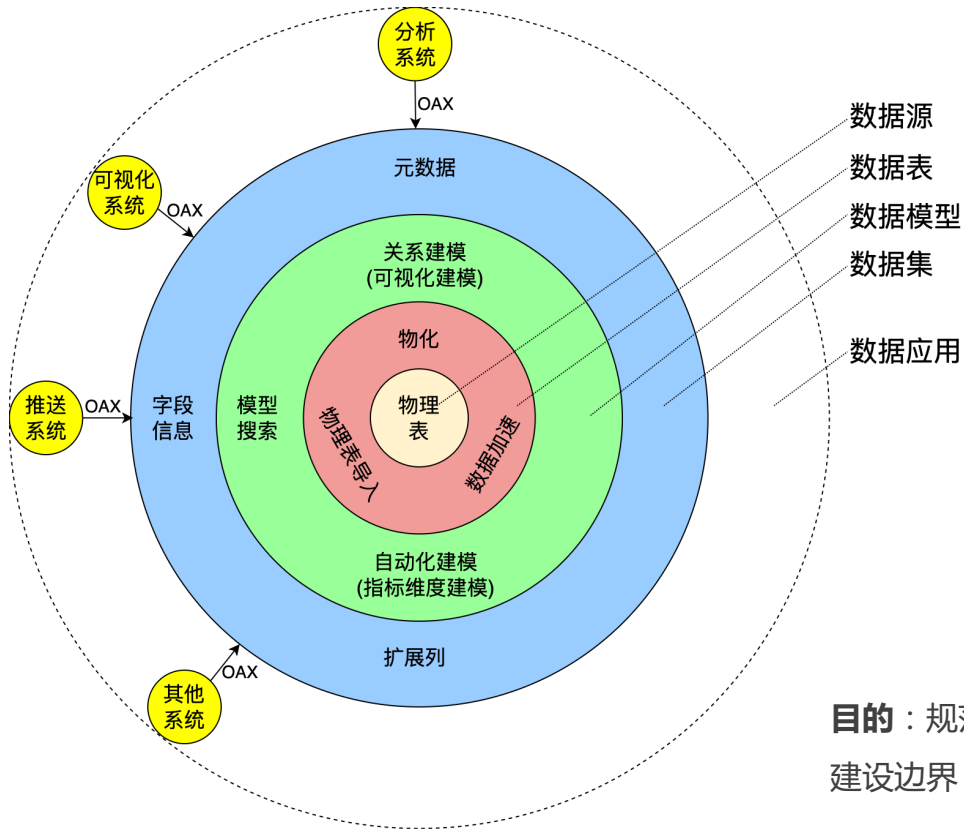 分析
系统
OAX
数据源
元数据
数据表
可视化
系统
OAX
数据模型
关系建模
(可视化建模)
数据集
物化
数据应用
推送
系统
OAX
字段
信息
模型
搜索
物理
表
物理表导入
数据加速
自动化建模
(指标维度建模)
扩展列
OAX
其他
系统
目的：规
建设边界